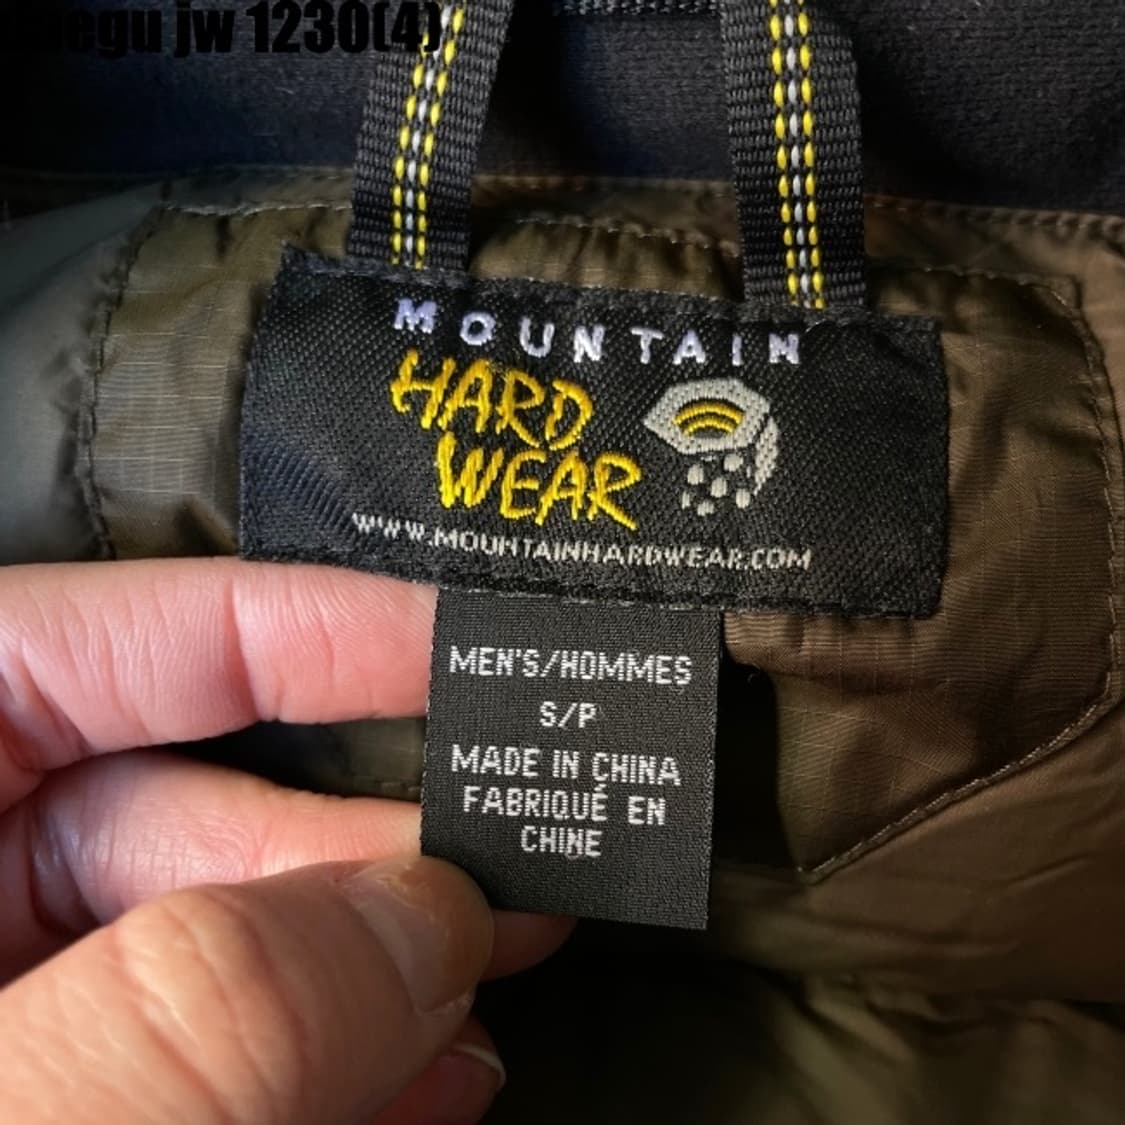 jw 1230(4)
MOUNTAIN
HARD
WEAR
WWW.MOUNTAINHARDWEAR.COM
MEN'S/HOMMES
S/P
MADE IN CHINA
FABRIQUÉ EN
CHINE